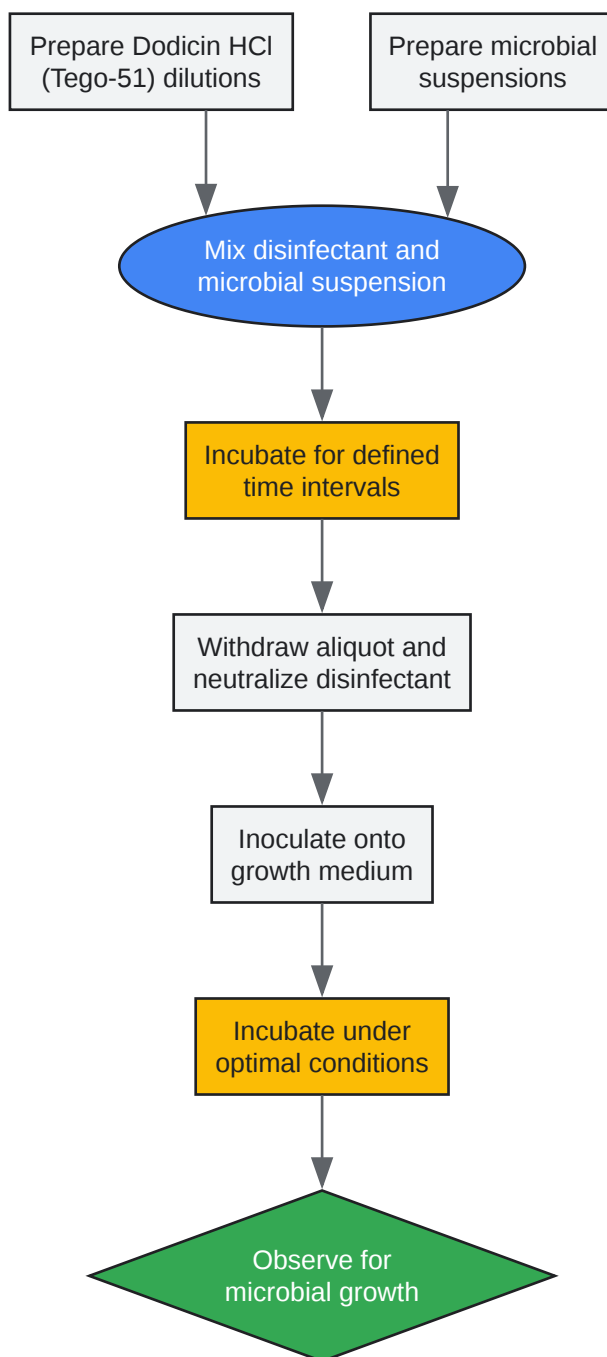 Prepare Dodicin HCl
(Tego-51) dilutions
Prepare microbial
suspensions
Mix disinfectant and
microbial suspension
Incubate for defined
time intervals
Withdraw aliquot and
neutralize disinfectant
Inoculate onto
growth medium
Incubate under
optimal conditions
Observe for
microbial growth